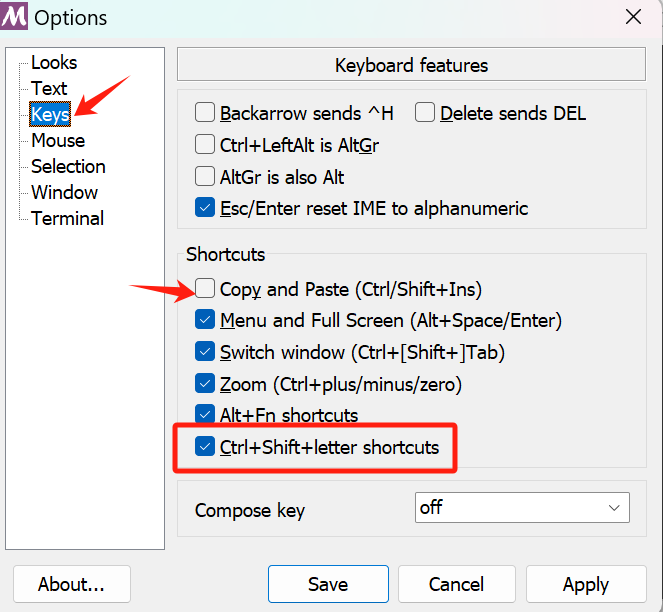 Options
Looks
Text
Keys
Mouse
Selection
Window
Terminal
Keyboard features
Backarrow sends ^H Delete sends DEL
Ctrl+LeftAlt is AltGr
AltGr is also Alt
Esc/Enter reset IME to alphanumeric
Shortcuts
Copy and Paste (Ctrl/Shift+Ins)
Menu and Full Screen (Alt+Space/Enter)
Switch window (Ctrl+[Shift+]Tab)
Zoom (Ctrl+plus/minus/zero)
Alt+Fn shortcuts
Ctrl+Shift+letter shortcuts
Compose key off
About... Save Cancel Apply